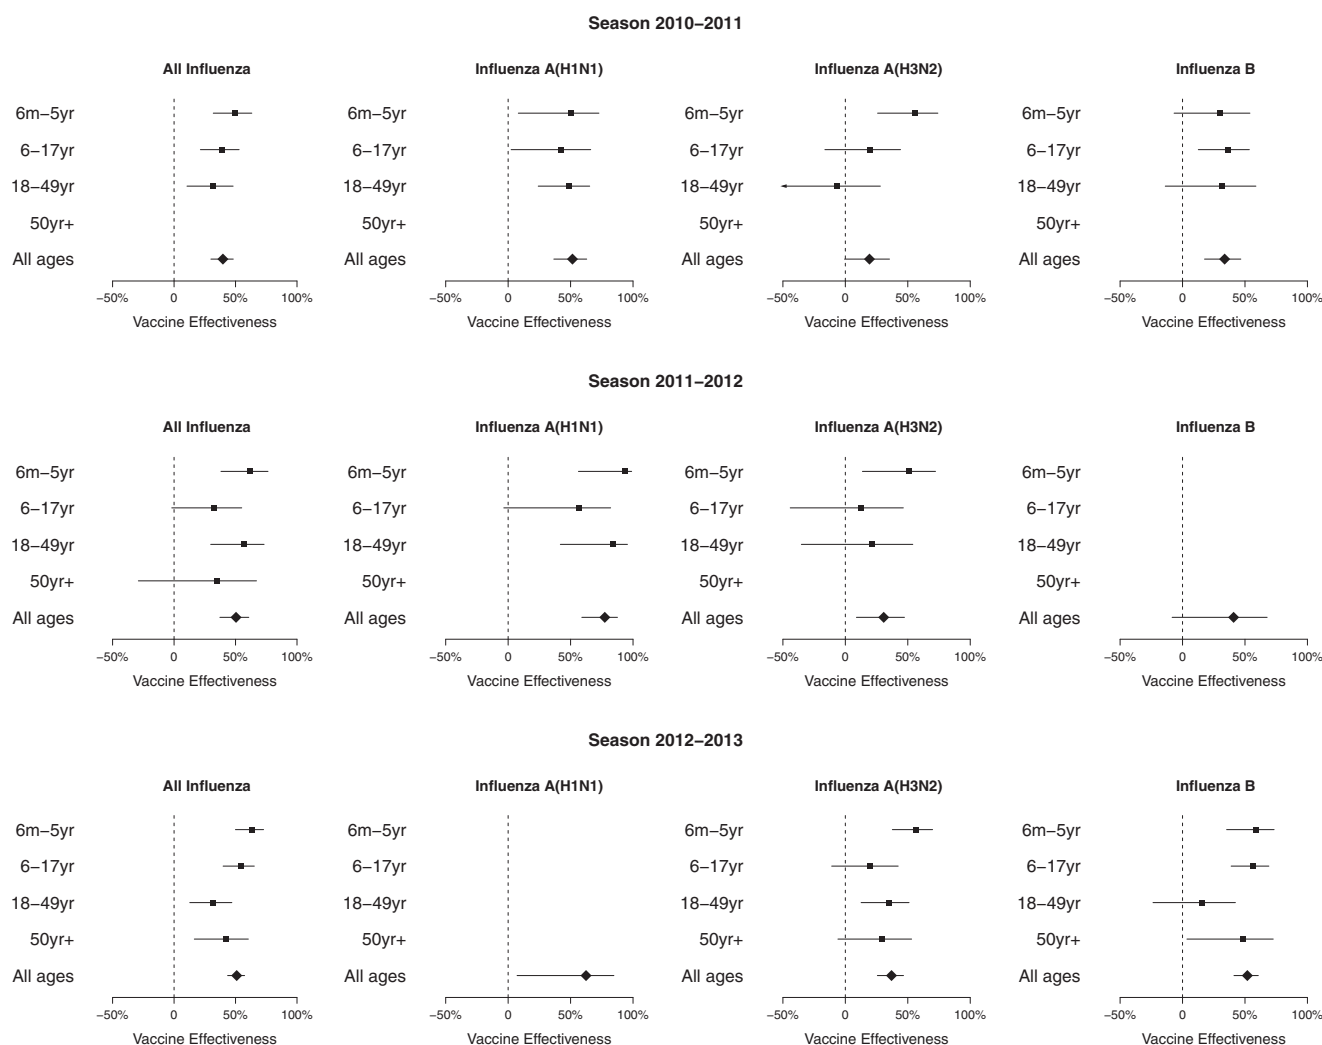 Season 2010–2011
All Influenza Influenza A(H1N1) Influenza A(H3N2) Influenza B
6m−5yr 6m−5yr 6m−5yr 6m−5yr
6−17yr 6−17yr 6−17yr 6−17yr
18−49yr 18−49yr 18−49yr 18−49yr
50yr+ 50yr+ 50yr+ 50yr+
All ages All ages All ages All ages
−50% 0 50% 100% −50% 0 50% 100% −50% 0 50% 100% −50% 0 50% 100%
Vaccine Effectiveness Vaccine Effectiveness Vaccine Effectiveness Vaccine Effectiveness
Season 2011–2012
All Influenza Influenza A(H1N1) Influenza A(H3N2) Influenza B
6m−5yr 6m−5yr 6m−5yr 6m−5yr
6−17yr 6−17yr 6−17yr 6−17yr
18−49yr 18−49yr 18−49yr 18−49yr
50yr+ 50yr+ 50yr+ 50yr+
All ages All ages All ages All ages
−50% 0 50% 100% −50% 0 50% 100% −50% 0 50% 100% −50% 0 50% 100%
Vaccine Effectiveness Vaccine Effectiveness Vaccine Effectiveness Vaccine Effectiveness
Season 2012–2013
All Influenza Influenza A(H1N1) Influenza A(H3N2) Influenza B
6m−5yr 6m−5yr 6m−5yr 6m−5yr
6−17yr 6−17yr 6−17yr 6−17yr
18−49yr 18−49yr 18−49yr 18−49yr
50yr+ 50yr+ 50yr+ 50yr+
All ages All ages All ages All ages
−50% 0 50% 100% −50% 0 50% 100% −50% 0 50% 100% −50% 0 50% 100%
Vaccine Effectiveness Vaccine Effectiveness Vaccine Effectiveness Vaccine Effectiveness